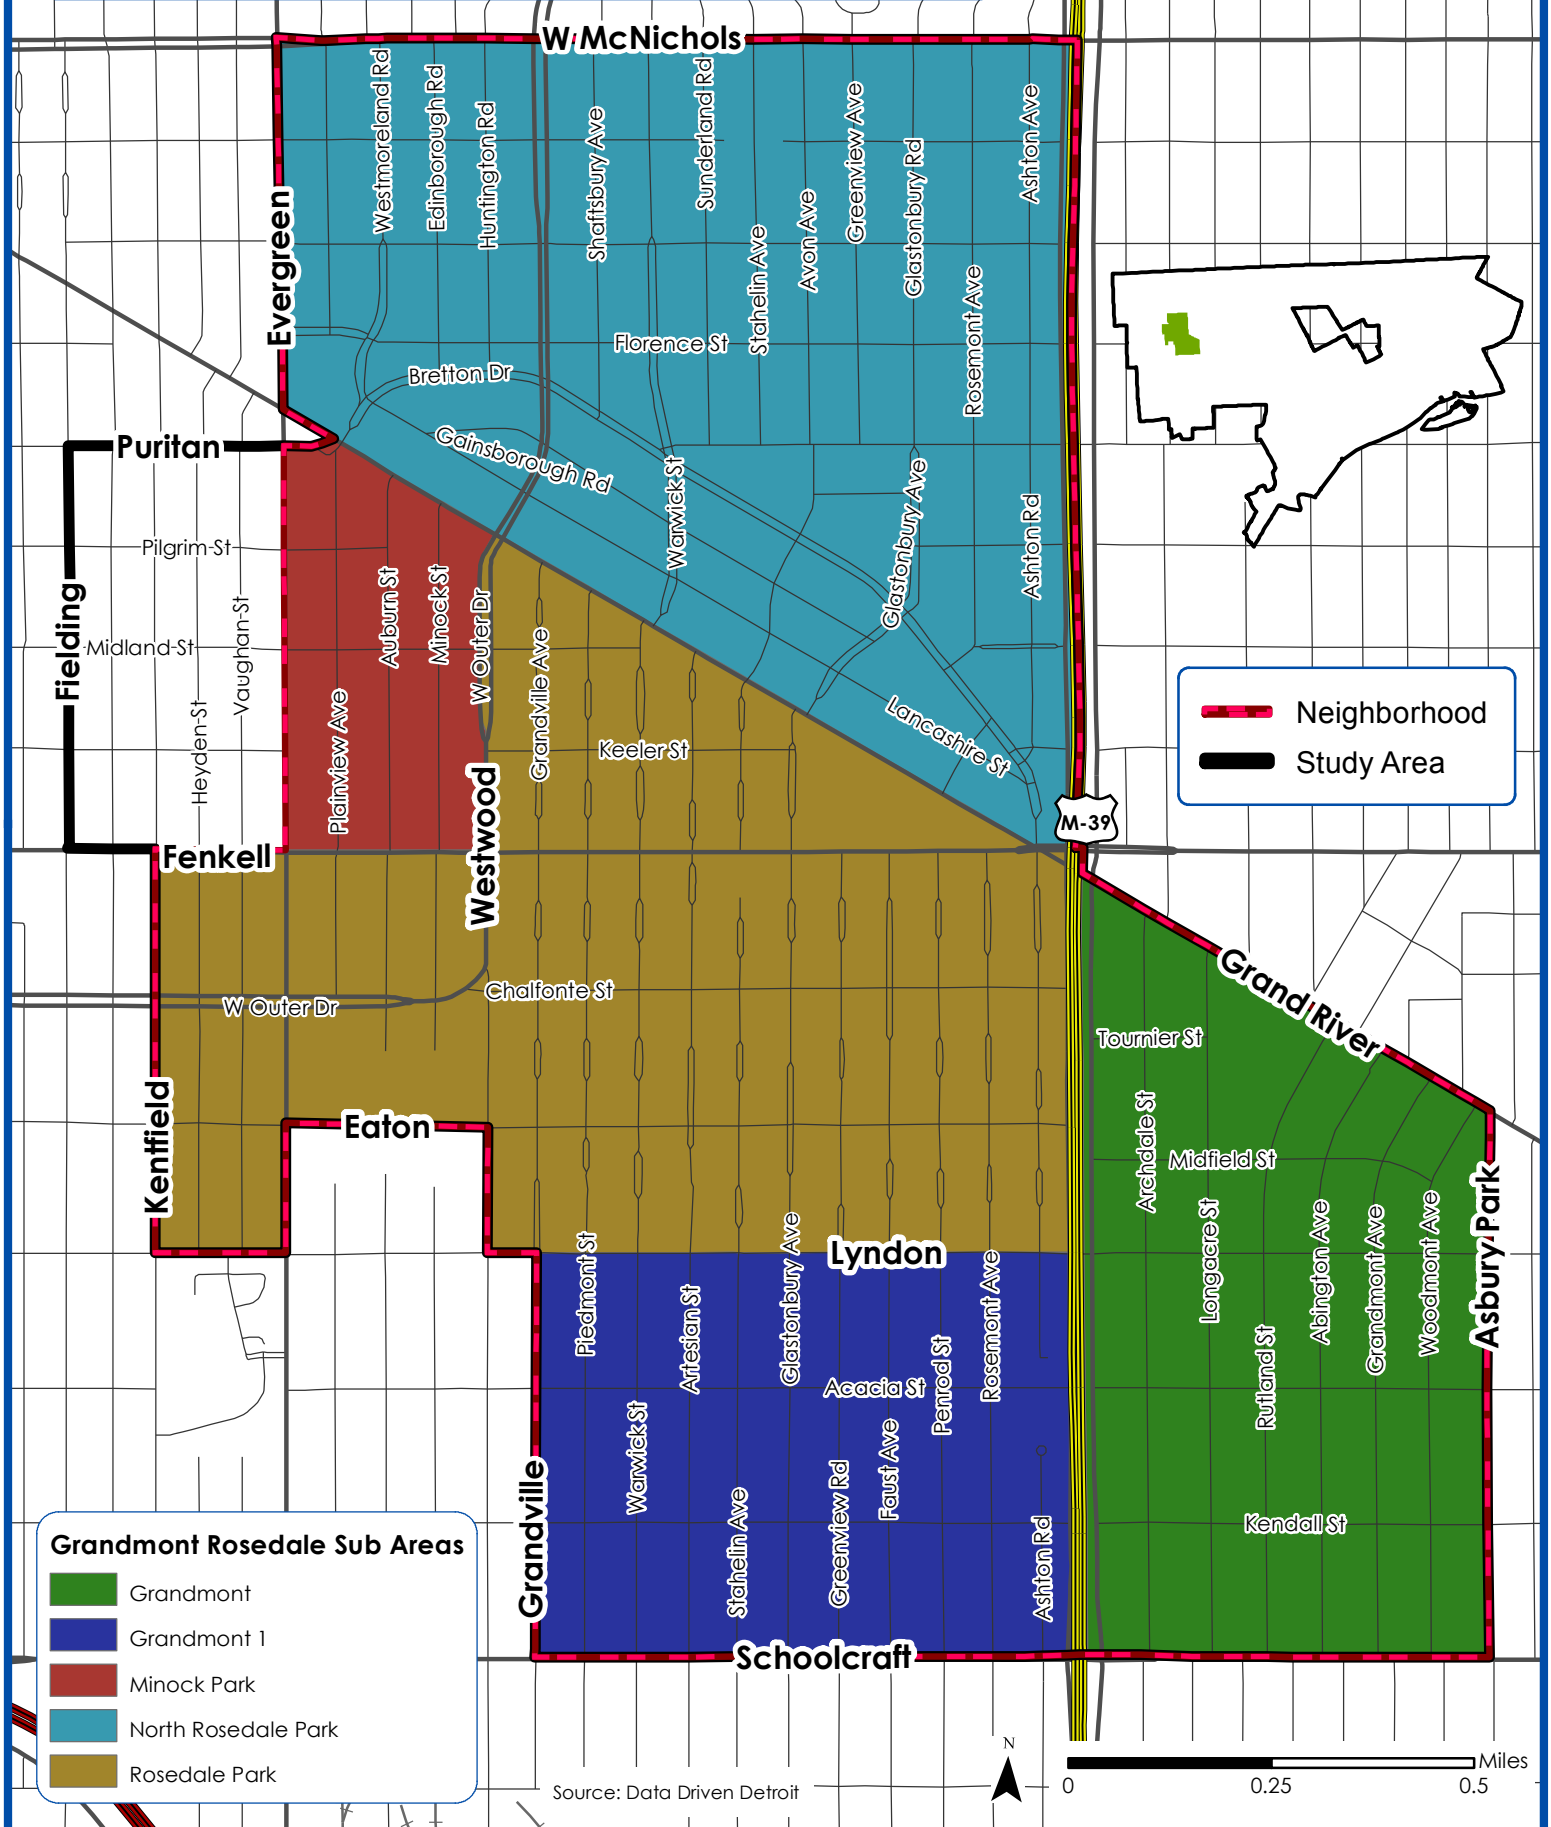 W McNichols
Westmoreland Rd
Edinborough Rd
Huntington Rd
Shaftsbury Ave
Sunderland Rd
Stahelin Ave
Avon Ave
Greenview Ave
Glastonbury Rd
Rosemont Ave
Ashton Ave
Evergreen
Florence St
Bretton Dr
Gainsborough Rd
Warwick St
Glastonbury Ave
Ashton Rd
Lancashire St
Puritan
Fielding
Pilgrim St
Midland St
Vaughan St
Heyden St
Plainview Ave
Auburn St
Minock St
W Outer Dr
Grandville Ave
Keeler St
Westwood
Fenkell
M-39
Neighborhood
Study Area
W Outer Dr
Chalfonte St
Kentfield
Eaton
Grand River
Tournier St
Archdale St
Midfield St
Longacre St
Rutland St
Abington Ave
Grandmont Ave
Woodmont Ave
Asbury Park
Lyndon
Piedmont St
Warwick St
Artesian St
Stahelin Ave
Glastonbury Ave
Acacia St
Greenview Rd
Faust Ave
Penrod St
Rosemont Ave
Ashton Rd
Kendall St
Grandville
Schoolcraft
Grandmont Rosedale Sub Areas
Grandmont
Grandmont 1
Minock Park
North Rosedale Park
Rosedale Park
Source: Data Driven Detroit
N
Miles
0
0.25
0.5